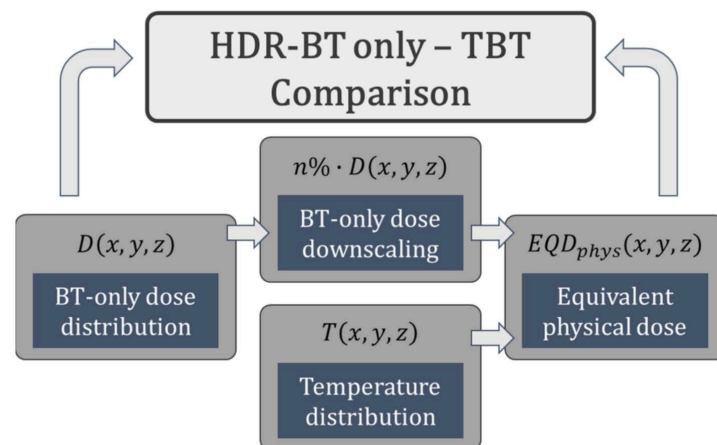 HDR-BT only – TBT
Comparison
n% · D(x, y, z)
BT-only dose
downscaling
D(x, y, z)
BT-only dose
distribution
EQD_phys(x, y, z)
Equivalent
physical dose
T(x, y, z)
Temperature
distribution